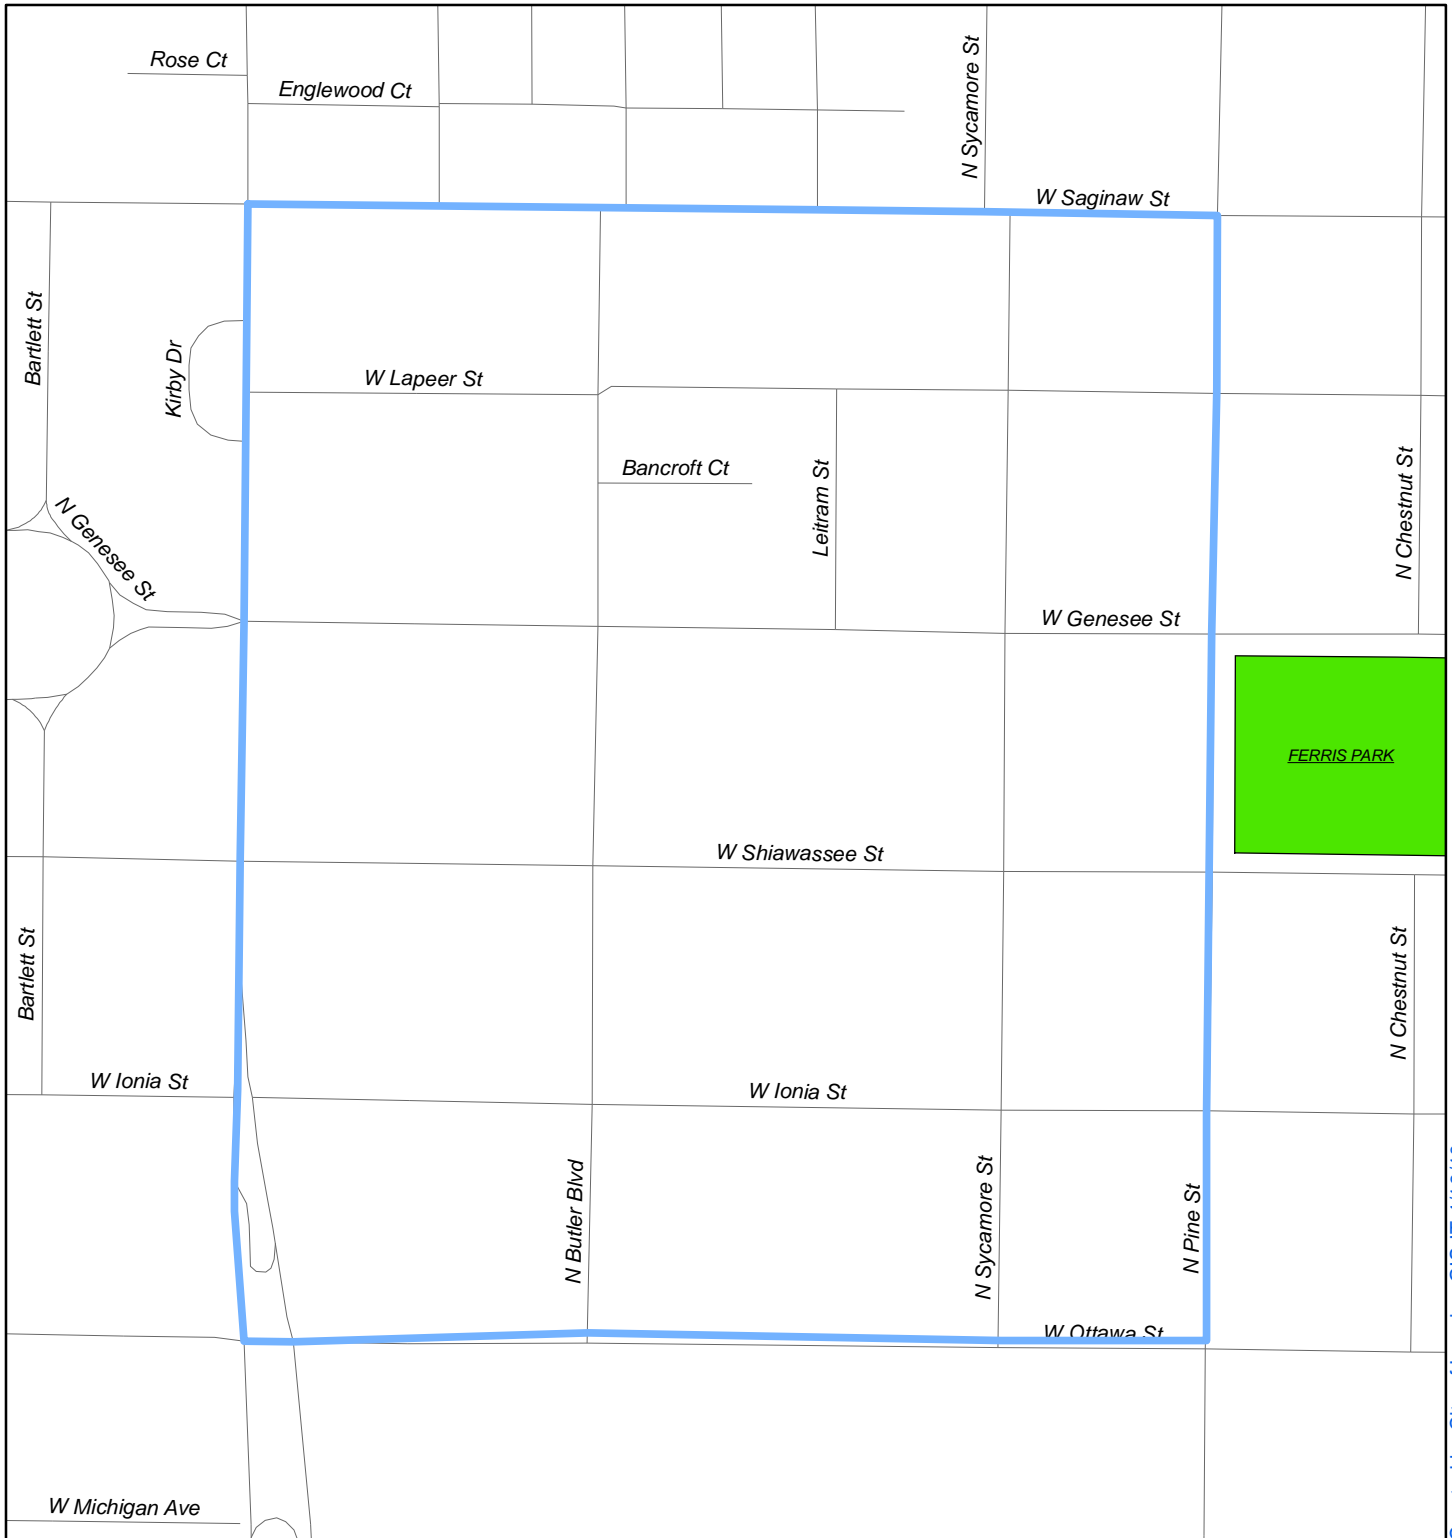 Rose Ct
Englewood Ct
N Sycamore St
W Saginaw St
Bartlett St
Kirby Dr
W Lapeer St
Bancroft Ct
Leitram St
N Chestnut St
N Genesee St
W Genesee St
FERRIS PARK
W Shiawassee St
Bartlett St
N Chestnut St
W Ionia St
W Ionia St
N Butler Blvd
N Sycamore St
N Pine St
W Ottawa St
W Michigan Ave